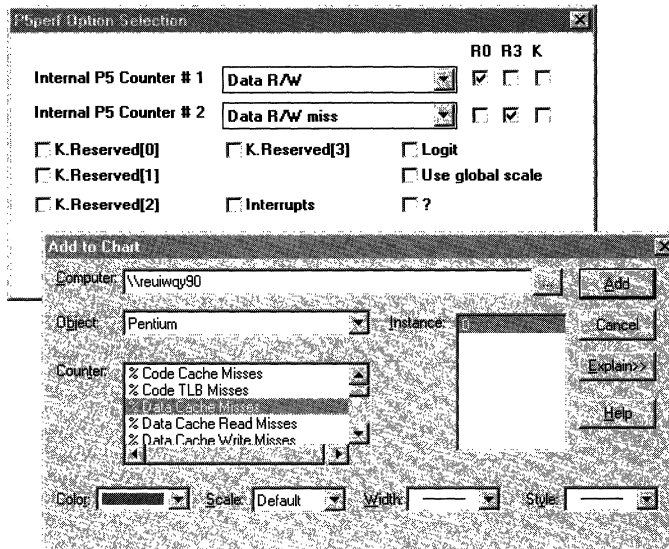 P5perf Option Selection
R0 R3 K
Internal P5 Counter # 1 Data R/W
Internal P5 Counter # 2 Data R/W miss
K.Reserved[0] K.Reserved[3] Logit
K.Reserved[1] Use global scale
K.Reserved[2] Interrupts ?
Add to Chart
Computer: \\reuiwqy90 ... Add
Object: Pentium Instance: 0 Cancel
Counter: % Code Cache Misses Explain>>
% Code TLB Misses
% Data Cache Misses
% Data Cache Read Misses Help
% Data Cache Write Misses
Color: Scale: Default Width: Style: